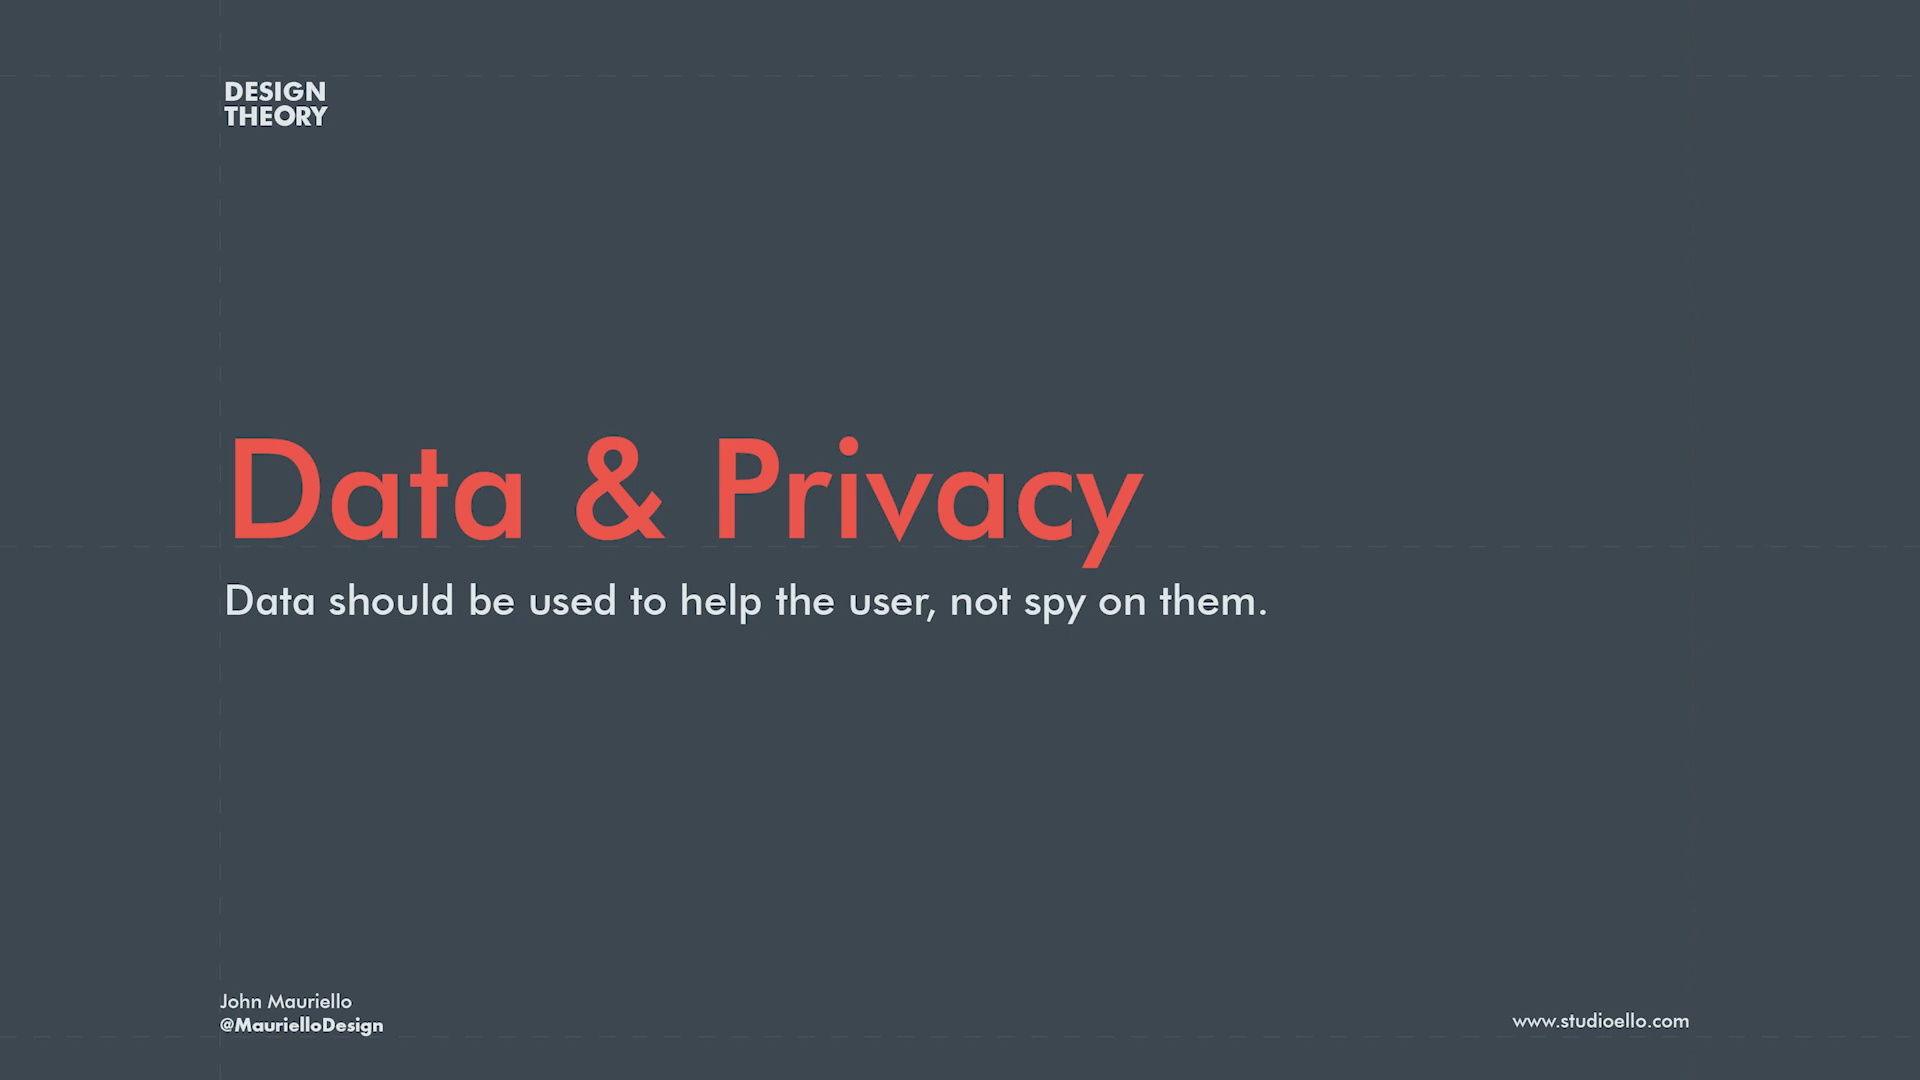 DESIGN
THEORY
Data & Privacy
Data should be used to help the user, not spy on them.
John Mauriello
@MaurielloDesign
www.studioello.com